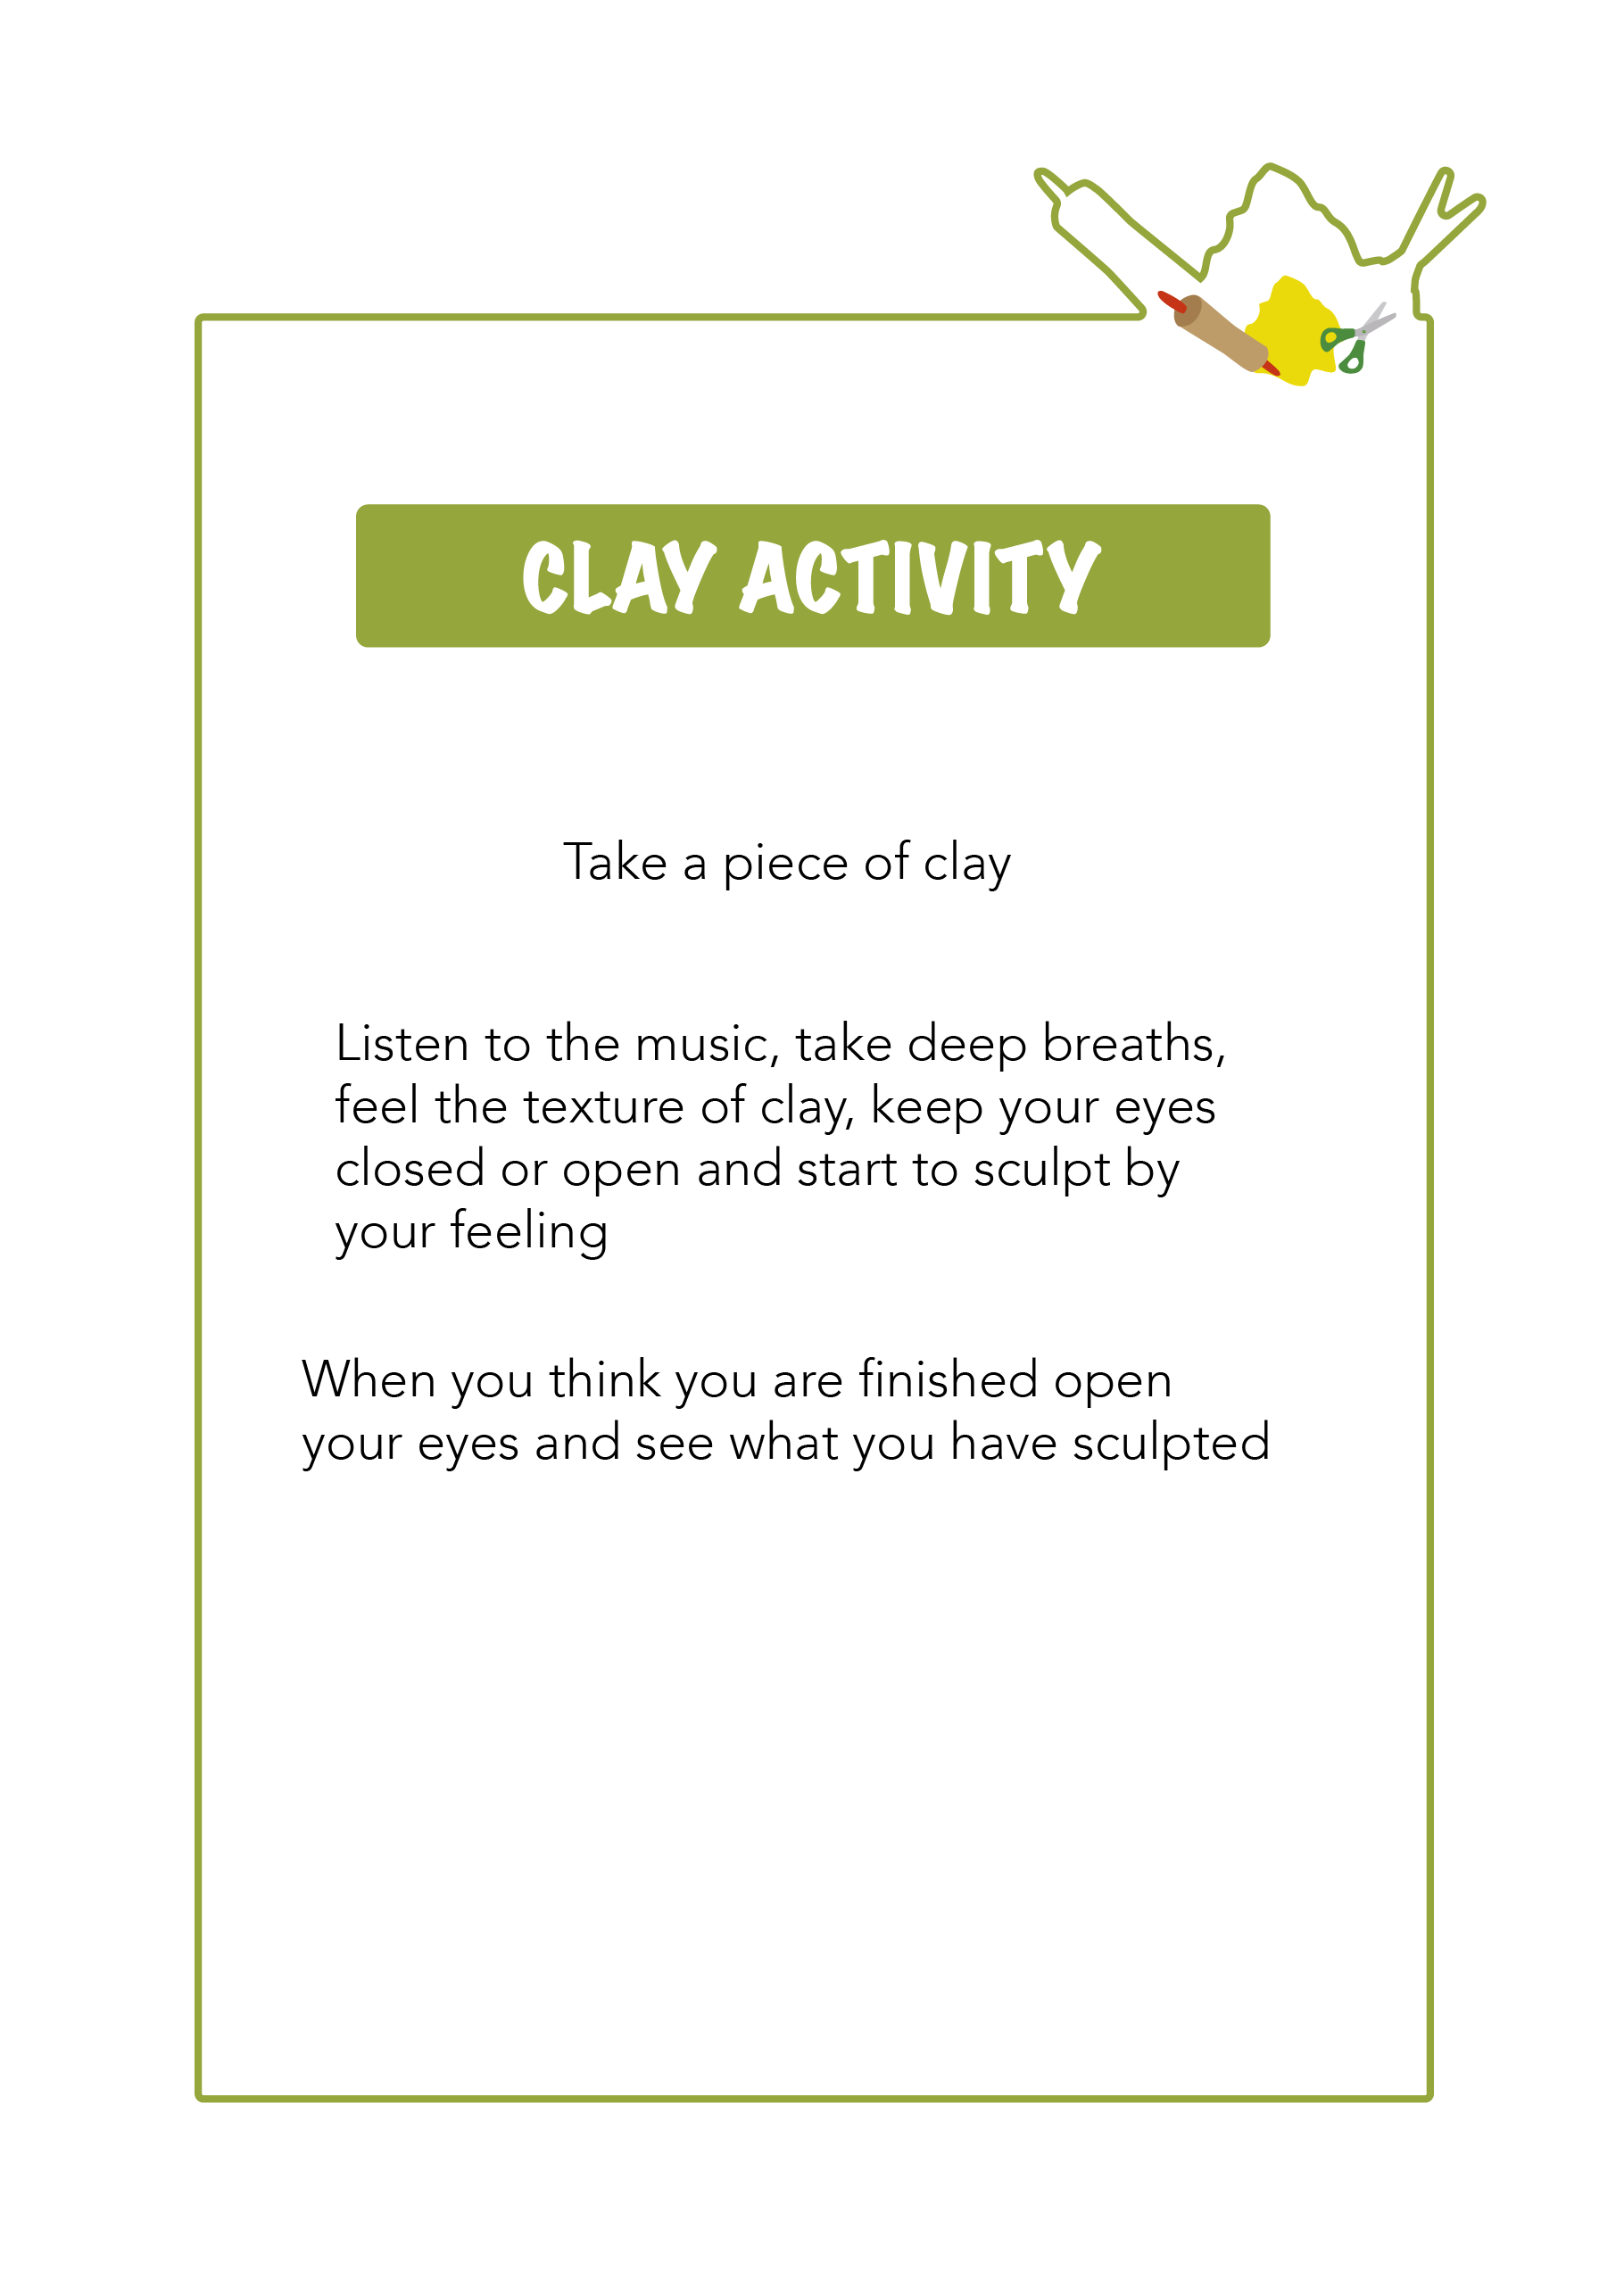 CLAY ACTIVITY
Take a piece of clay
Listen to the music, take deep breaths,
feel the texture of clay, keep your eyes
closed or open and start to sculpt by
your feeling
When you think you are finished open
your eyes and see what you have sculpted